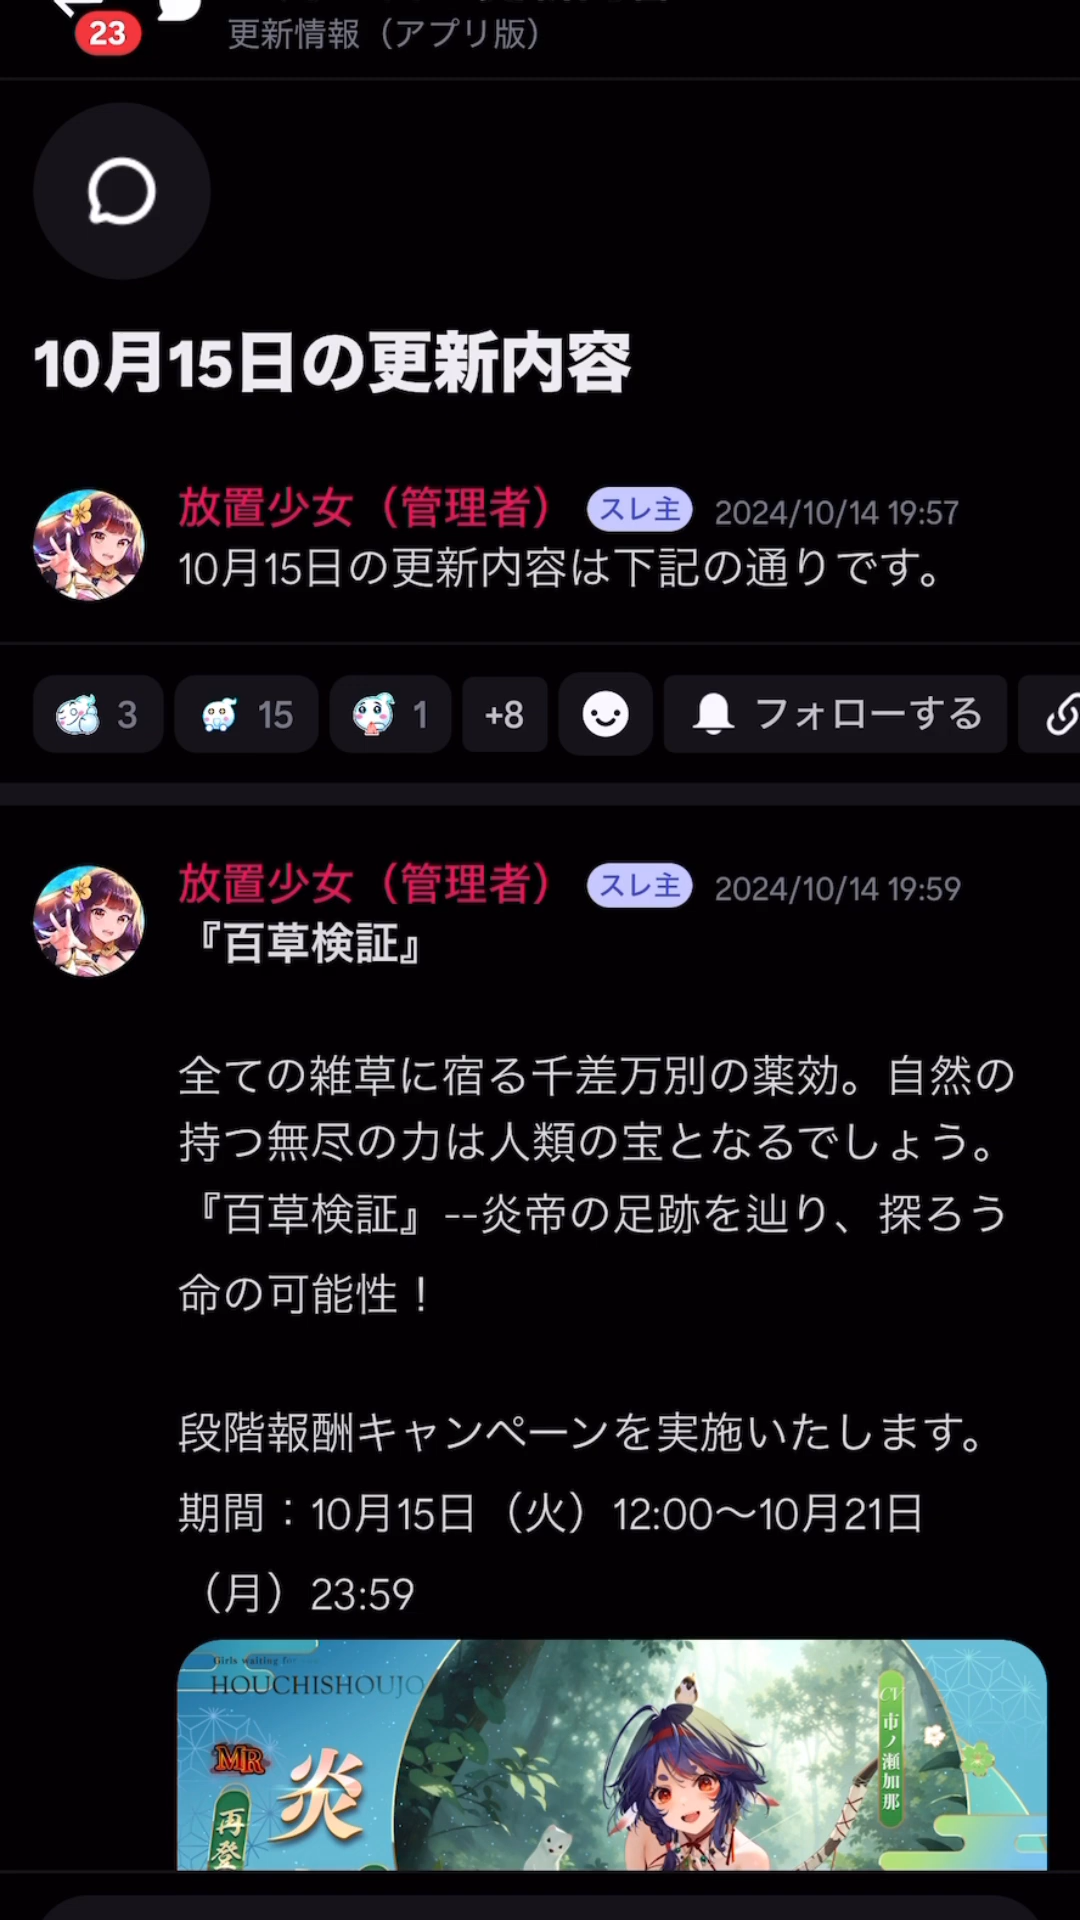 23
更新情報（アプリ版）
10月15日の更新内容
放置少女（管理者） スレ主 2024/10/14 19:57
10月15日の更新内容は下記の通りです。
3 15 1 +8 フォローする
放置少女（管理者） スレ主 2024/10/14 19:59
『百草検証』
全ての雑草に宿る千差万別の薬効。自然の
持つ無尽の力は人類の宝となるでしょう。
『百草検証』--炎帝の足跡を辿り、探ろう
命の可能性！
段階報酬キャンペーンを実施いたします。
期間：10月15日（火）12:00〜10月21日
（月）23:59
Girls waiting for
HOUCHISHOUJO
MR
炎
再登
CV
市ノ瀬加那